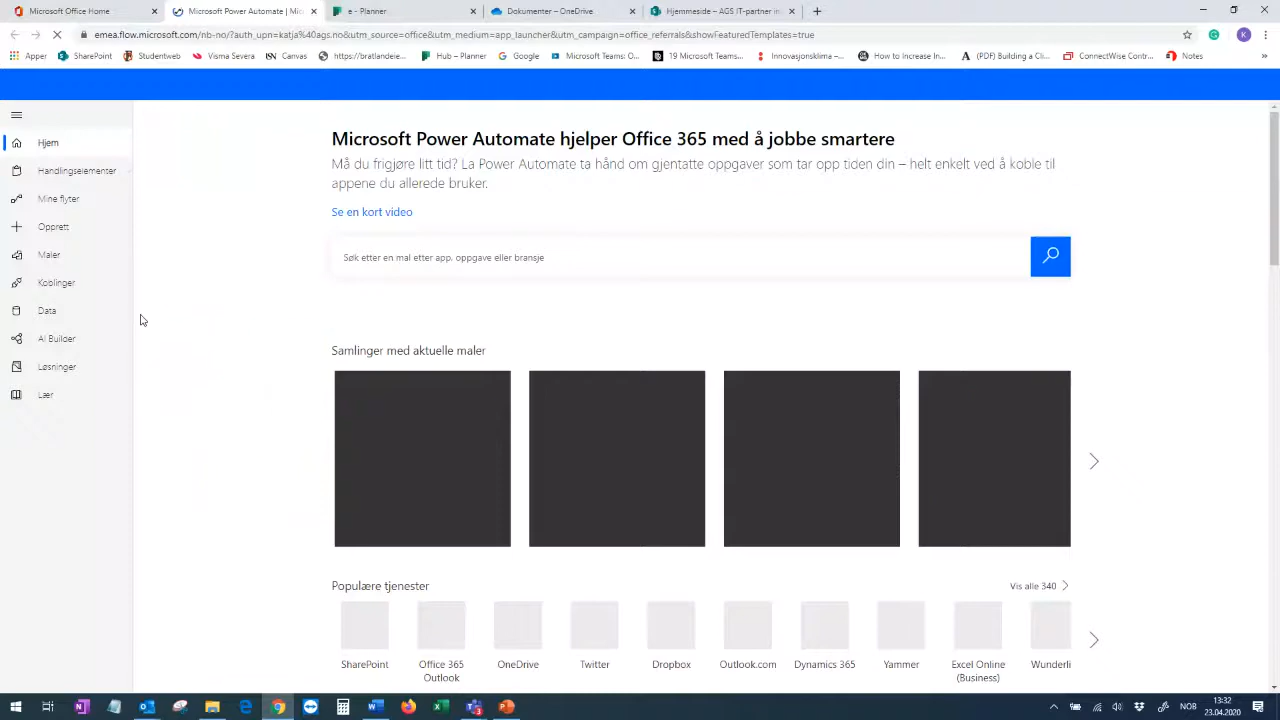 Microsoft Office Home
Microsoft Power Automate | Mic
e - Planner
Dokumenter – OneDrive
Hjemmeside – AGS IT-partner in
emea.flow.microsoft.com/nb-no/?auth_upn=katja%40ags.no&utm_source=office&utm_medium=app_launcher&utm_campaign=office_referrals&showFeaturedTemplates=true
K
Apper
SharePoint
Studentweb
Visma Severa
Canvas
https://bratlandeie...
Hub – Planner
Google
Microsoft Teams: O...
19 Microsoft Teams...
Innovasjonsklima –...
How to Increase In...
(PDF) Building a Cli...
ConnectWise Contr...
Notes
Hjem
Handlingselementer
Mine flyter
Opprett
Maler
Koblinger
Data
AI Builder
Løsninger
Lær
Microsoft Power Automate hjelper Office 365 med å jobbe smartere
Må du frigjøre litt tid? La Power Automate ta hånd om gjentatte oppgaver som tar opp tiden din – helt enkelt ved å koble til
appene du allerede bruker.
Se en kort video
Søk etter en mal etter app, oppgave eller bransje
Samlinger med aktuelle maler
Populære tjenester
Vis alle 340
SharePoint
Office 365
Outlook
OneDrive
Twitter
Dropbox
Outlook.com
Dynamics 365
Yammer
Excel Online
(Business)
Wunderli
NOB
13:32
23.04.2020